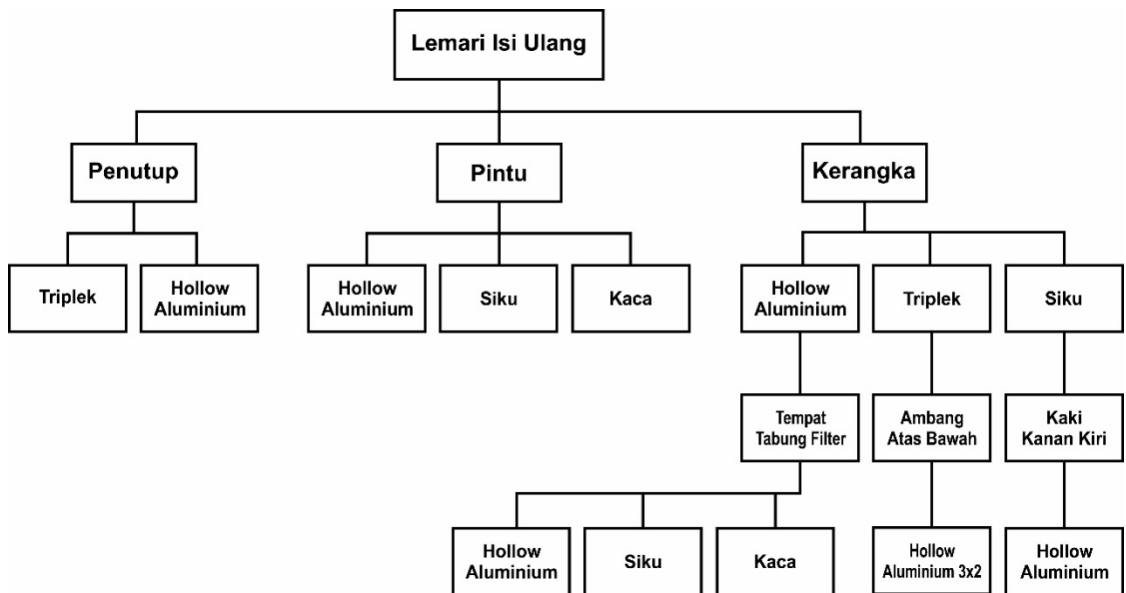 Lemari Isi Ulang
Penutup
Pintu
Kerangka
Triplek
Hollow
Aluminium
Hollow
Aluminium
Siku
Kaca
Hollow
Aluminium
Triplek
Siku
Tempat
Tabung Filter
Ambang
Atas Bawah
Kaki
Kanan Kiri
Hollow
Aluminium
Siku
Kaca
Hollow
Aluminium 3x2
Hollow
Aluminium